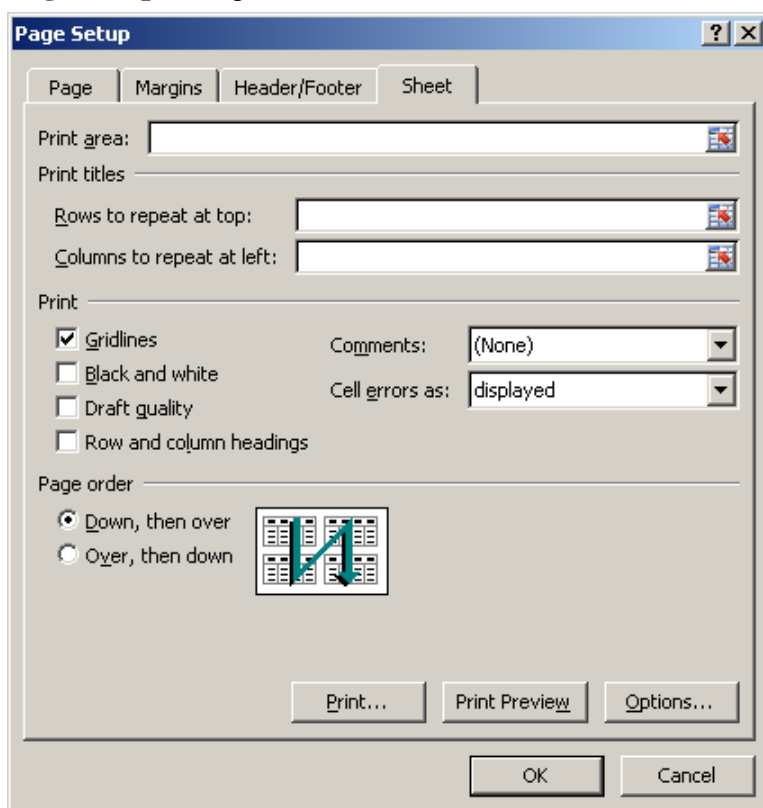 Page Setup
Page Margins Header/Footer Sheet
Print area:
Print titles
Rows to repeat at top:
Columns to repeat at left:
Print
Gridlines
Comments: (None)
Black and white
Cell errors as: displayed
Draft quality
Row and column headings
Page order
Down, then over
Over, then down
Print... Print Preview Options...
OK Cancel